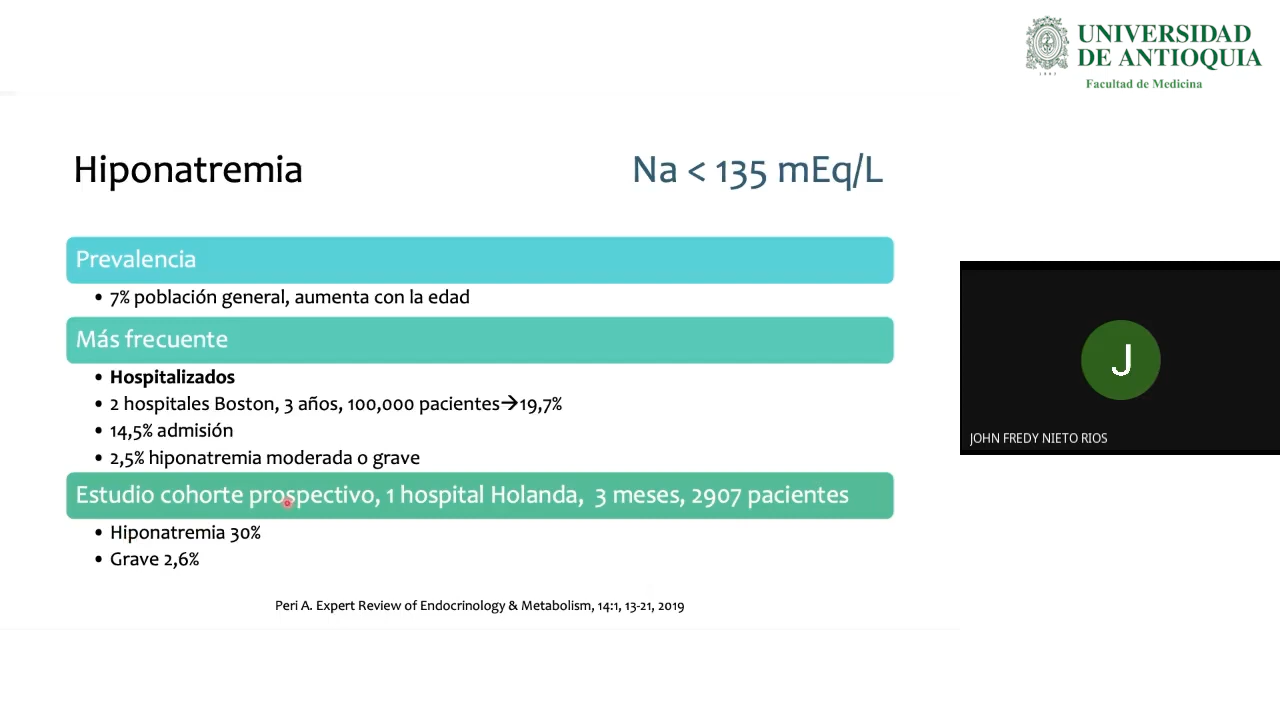 UNIVERSIDAD
DE ANTIOQUIA
1803
Facultad de Medicina
Hiponatremia
Na < 135 mEq/L
Prevalencia
• 7% población general, aumenta con la edad
Más frecuente
• Hospitalizados
• 2 hospitales Boston, 3 años, 100,000 pacientes→19,7%
• 14,5% admisión
• 2,5% hiponatremia moderada o grave
Estudio cohorte prospectivo, 1 hospital Holanda, 3 meses, 2907 pacientes
• Hiponatremia 30%
• Grave 2,6%
Peri A. Expert Review of Endocrinology & Metabolism, 14:1, 13-21, 2019
J
JOHN FREDY NIETO RIOS